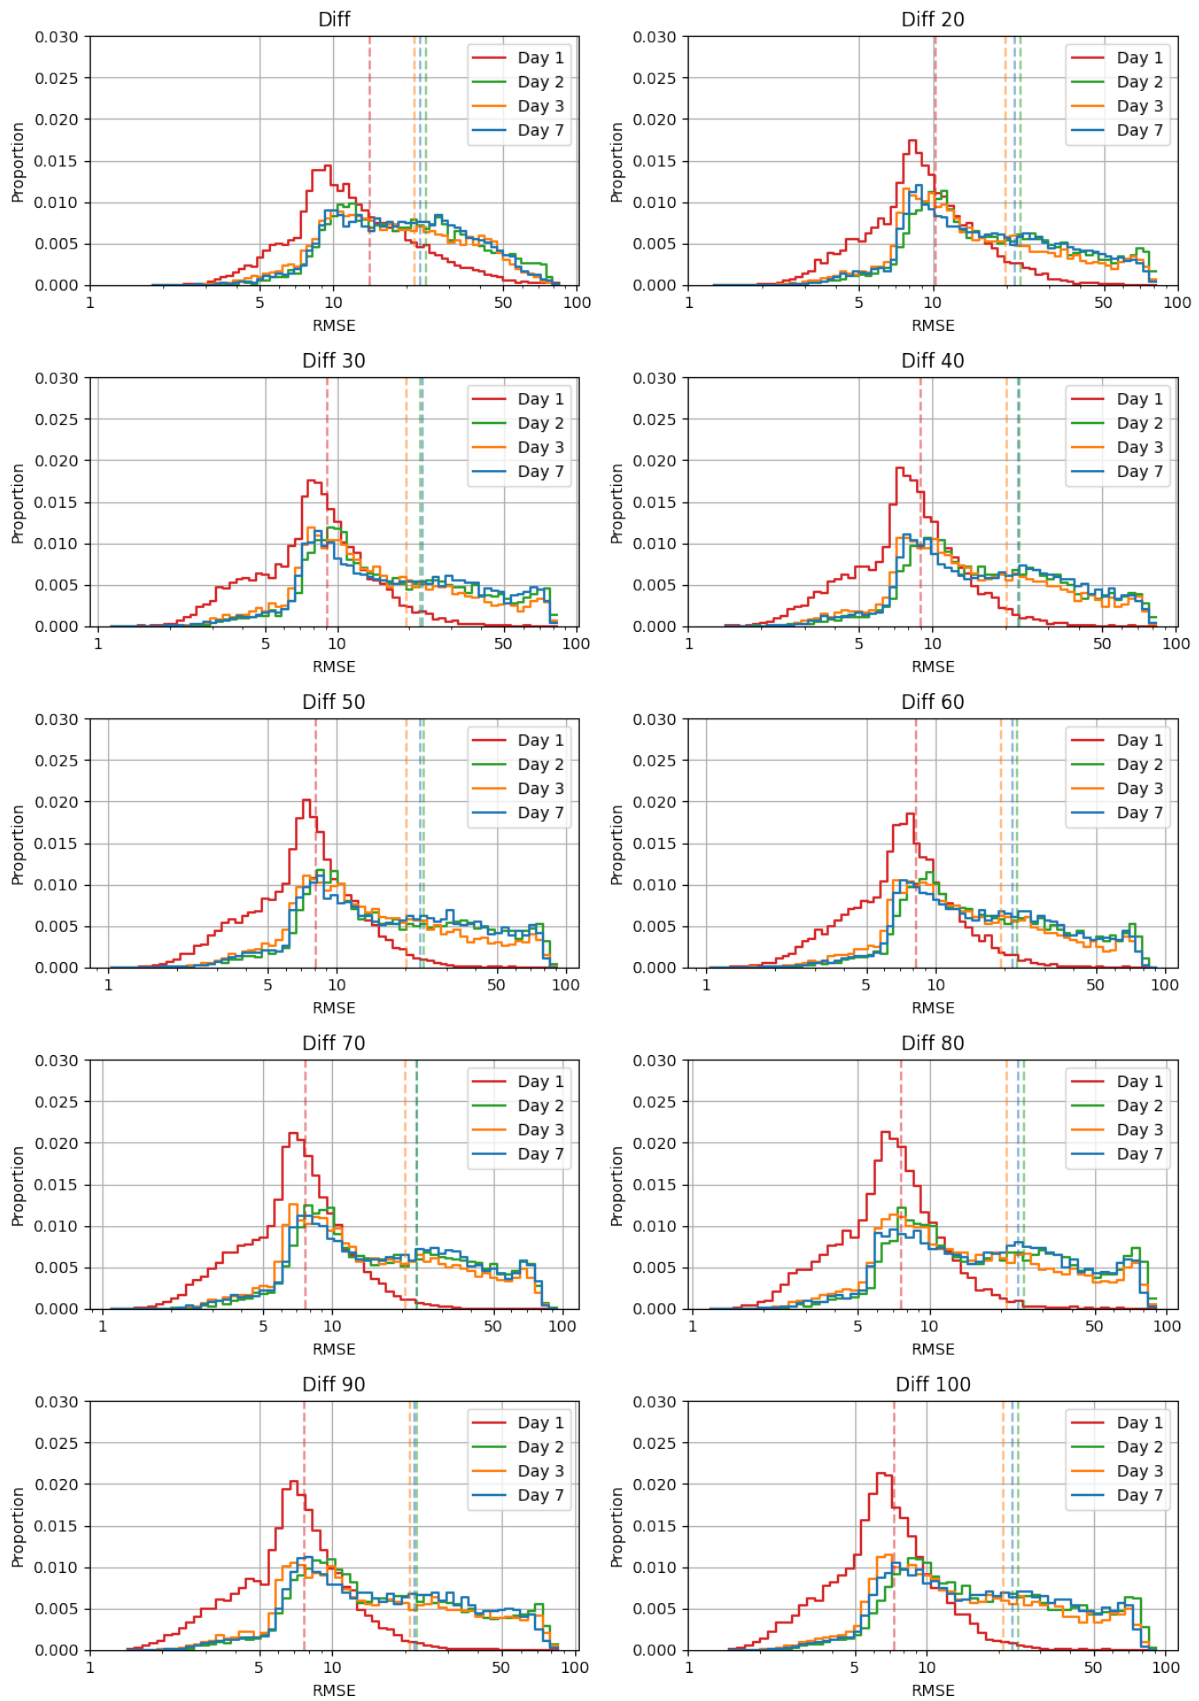 Diff
0.030
0.025
0.020
0.015
0.010
0.005
0.000
Proportion
Day 1
Day 2
Day 3
Day 7
1 5 10 50 100
RMSE
Diff 20
0.030
0.025
0.020
0.015
0.010
0.005
0.000
Proportion
Day 1
Day 2
Day 3
Day 7
1 5 10 50 100
RMSE
Diff 30
0.030
0.025
0.020
0.015
0.010
0.005
0.000
Proportion
Day 1
Day 2
Day 3
Day 7
1 5 10 50 100
RMSE
Diff 40
0.030
0.025
0.020
0.015
0.010
0.005
0.000
Proportion
Day 1
Day 2
Day 3
Day 7
1 5 10 50 100
RMSE
Diff 50
0.030
0.025
0.020
0.015
0.010
0.005
0.000
Proportion
Day 1
Day 2
Day 3
Day 7
1 5 10 50 100
RMSE
Diff 60
0.030
0.025
0.020
0.015
0.010
0.005
0.000
Proportion
Day 1
Day 2
Day 3
Day 7
1 5 10 50 100
RMSE
Diff 70
0.030
0.025
0.020
0.015
0.010
0.005
0.000
Proportion
Day 1
Day 2
Day 3
Day 7
1 5 10 50 100
RMSE
Diff 80
0.030
0.025
0.020
0.015
0.010
0.005
0.000
Proportion
Day 1
Day 2
Day 3
Day 7
1 5 10 50 100
RMSE
Diff 90
0.030
0.025
0.020
0.015
0.010
0.005
0.000
Proportion
Day 1
Day 2
Day 3
Day 7
1 5 10 50 100
RMSE
Diff 100
0.030
0.025
0.020
0.015
0.010
0.005
0.000
Proportion
Day 1
Day 2
Day 3
Day 7
1 5 10 50 100
RMSE